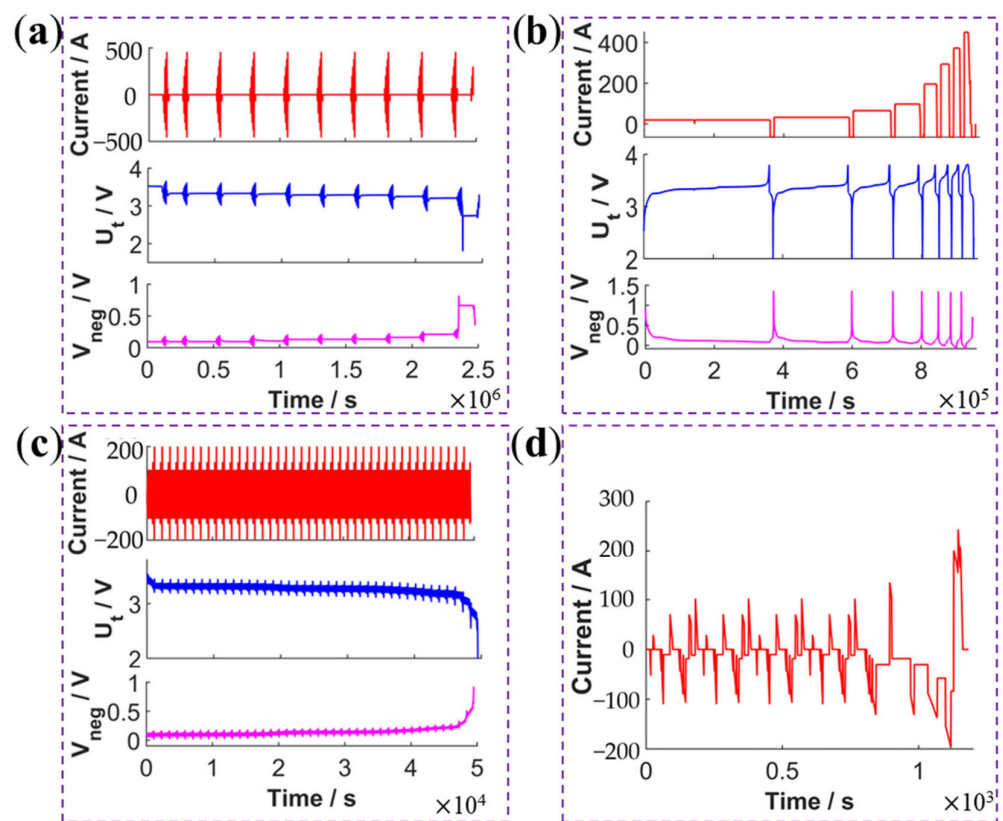 (a)
Current / A
500
0
−500
U_t / V
4
3
2
V_neg / V
1
0.5
0
0 0.5 1 1.5 2 2.5
Time / s ×10^6
(b)
Current / A
400
200
0
U_t / V
4
3
2
V_neg / V
1.5
1
0.5
0
0 2 4 6 8
Time / s ×10^5
(c)
Current / A
200
0
−200
U_t / V
3
2
V_neg / V
1
0.5
0
0 1 2 3 4 5
Time / s ×10^4
(d)
Current / A
300
200
100
0
−100
−200
0 0.5 1
Time / s ×10^3